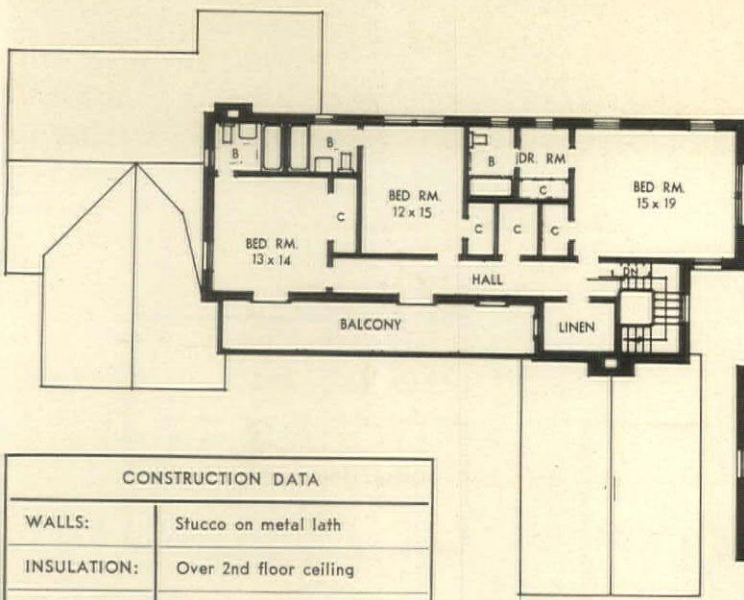 B
B
B
DR. RM
C
BED RM.
12 x 15
BED RM.
15 x 19
C
BED RM.
13 x 14
C
C
C
HALL
DN
BALCONY
LINEN
CONSTRUCTION DATA
WALLS: Stucco on metal lath
INSULATION: Over 2nd floor ceiling